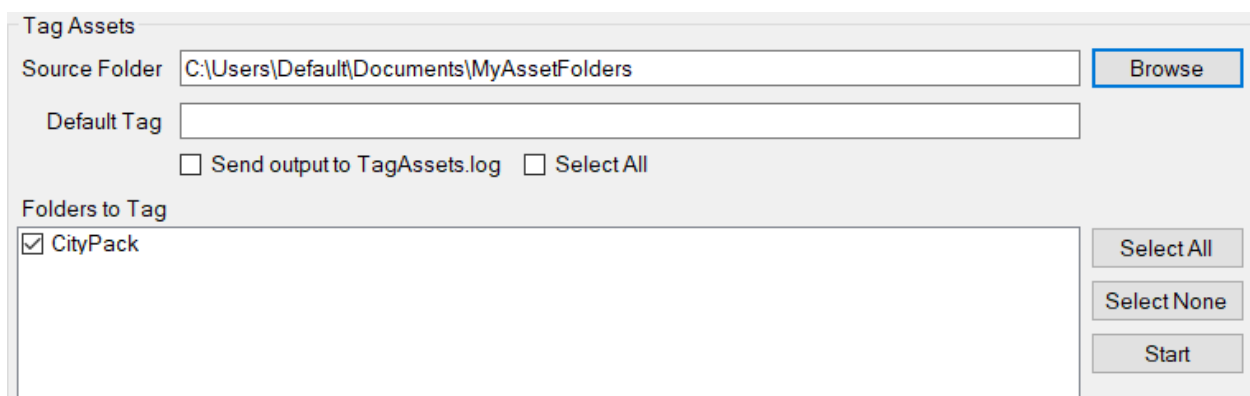 Tag Assets
Source Folder C:\Users\Default\Documents\MyAssetFolders Browse
Default Tag
Send output to TagAssets.log Select All
Folders to Tag
CityPack
Select All
Select None
Start